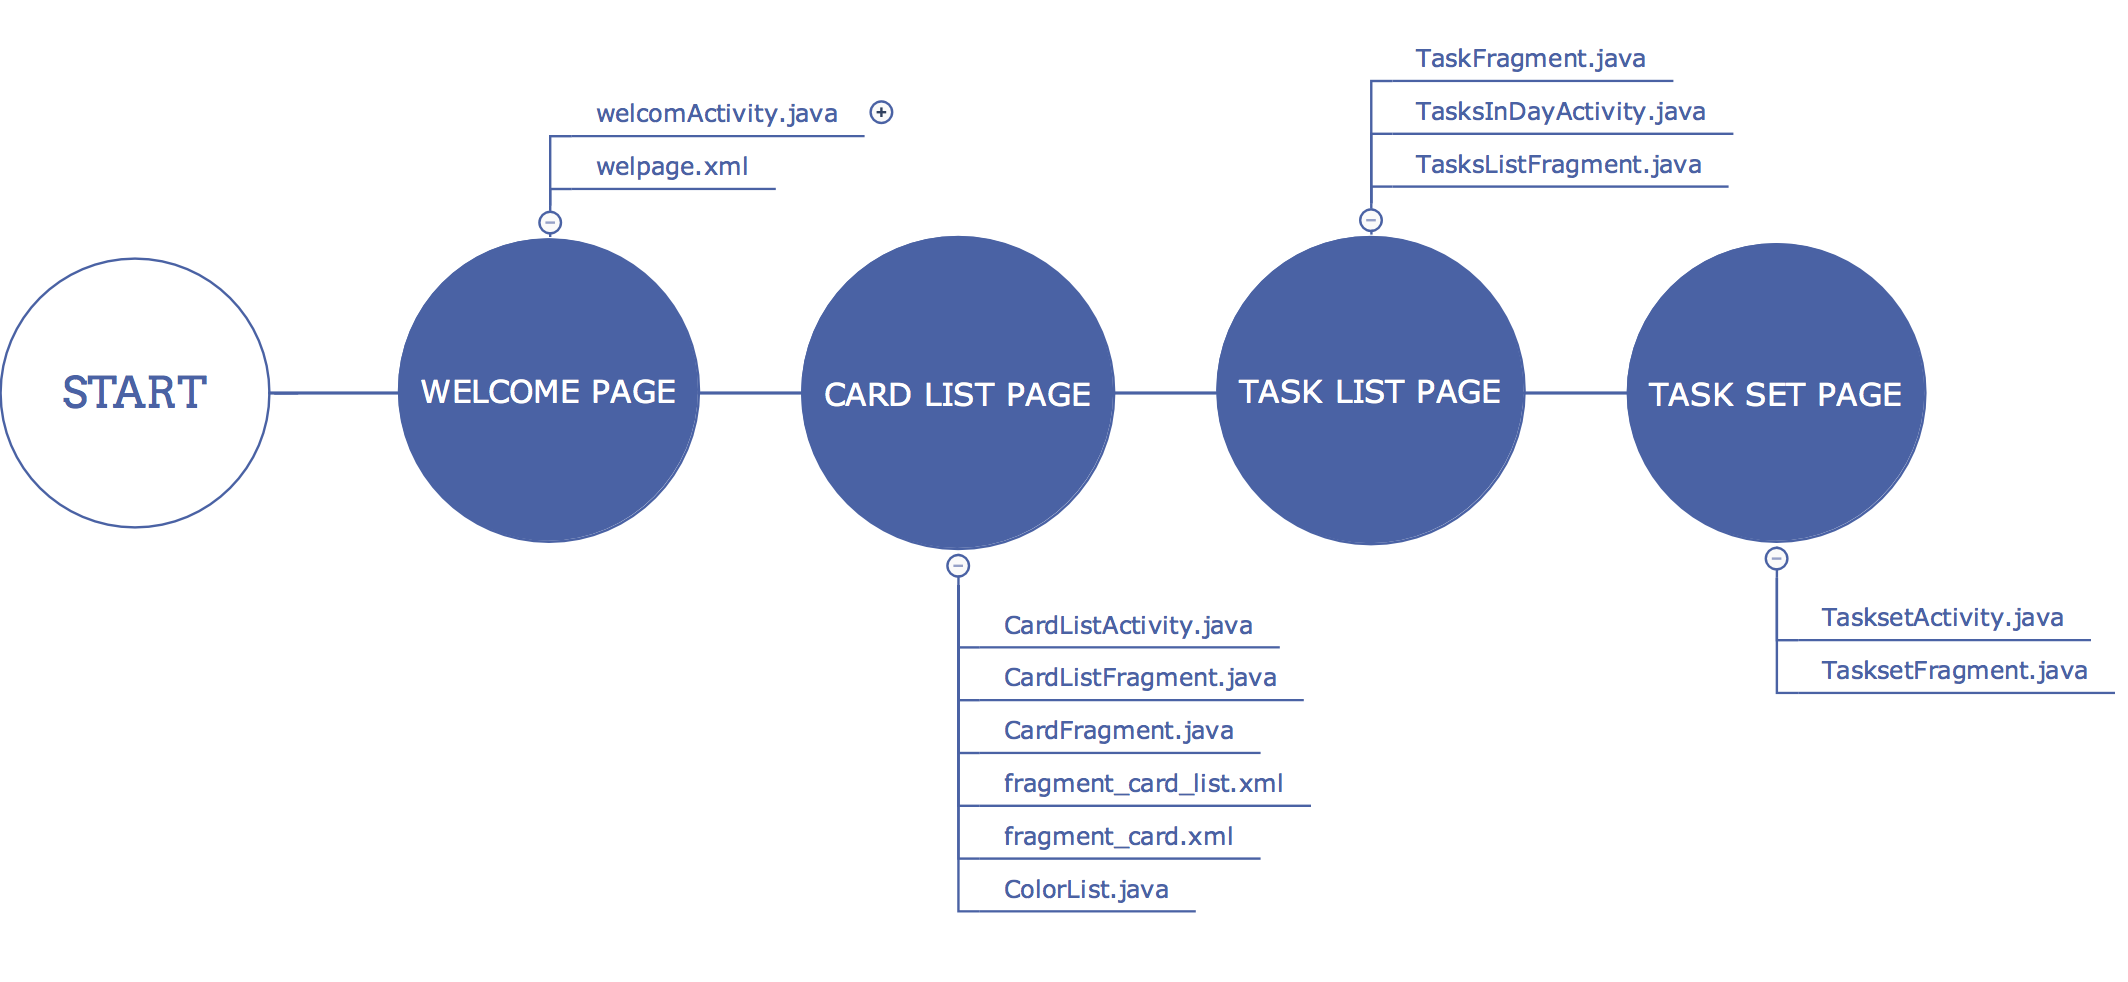 START
WELCOME PAGE
welcomActivity.java
welpage.xml
CARD LIST PAGE
CardListActivity.java
CardListFragment.java
CardFragment.java
fragment_card_list.xml
fragment_card.xml
ColorList.java
TASK LIST PAGE
TaskFragment.java
TasksInDayActivity.java
TasksListFragment.java
TASK SET PAGE
TasksetActivity.java
TasksetFragment.java